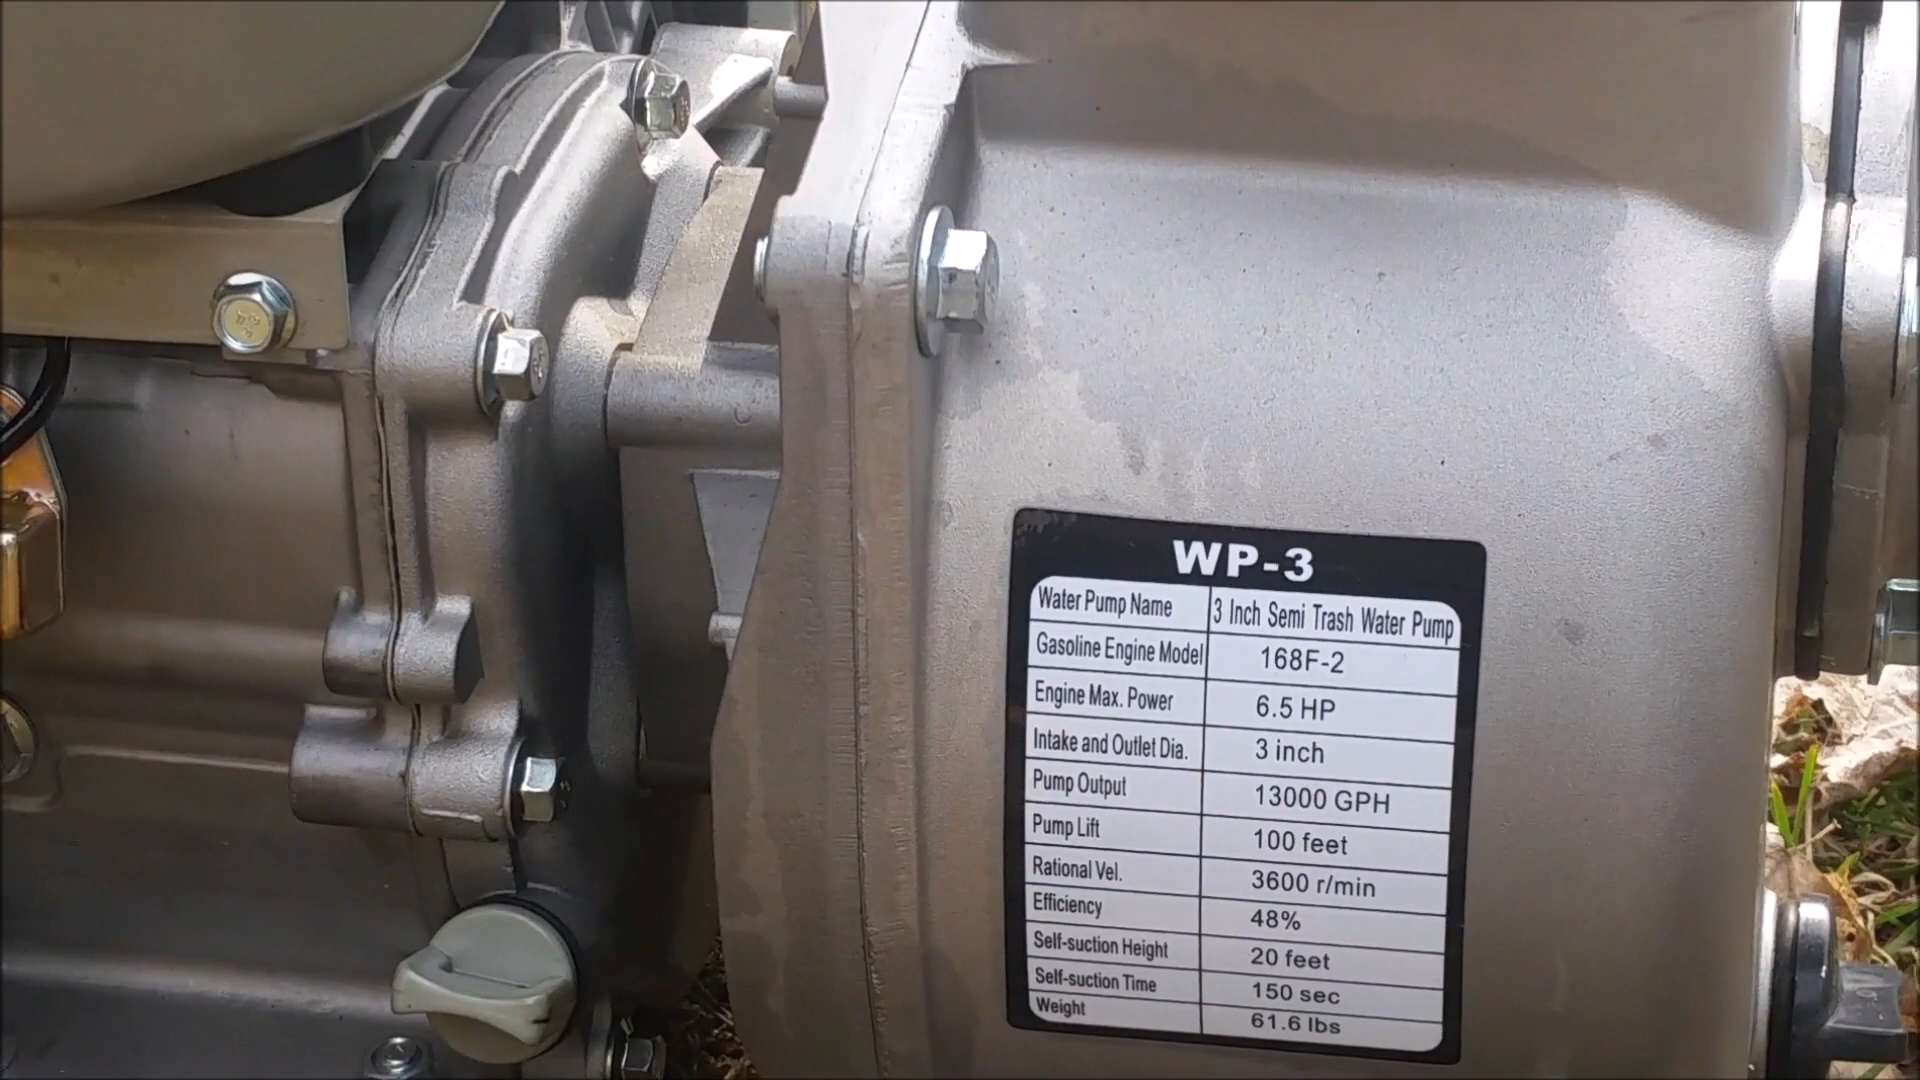 WP-3
Water Pump Name 3 Inch Semi Trash Water Pump
Gasoline Engine Model 168F-2
Engine Max. Power 6.5 HP
Intake and Outlet Dia. 3 inch
Pump Output 13000 GPH
Pump Lift 100 feet
Rational Vel. 3600 r/min
Efficiency 48%
Self-suction Height 20 feet
Self-suction Time 150 sec
Weight 61.6 lbs